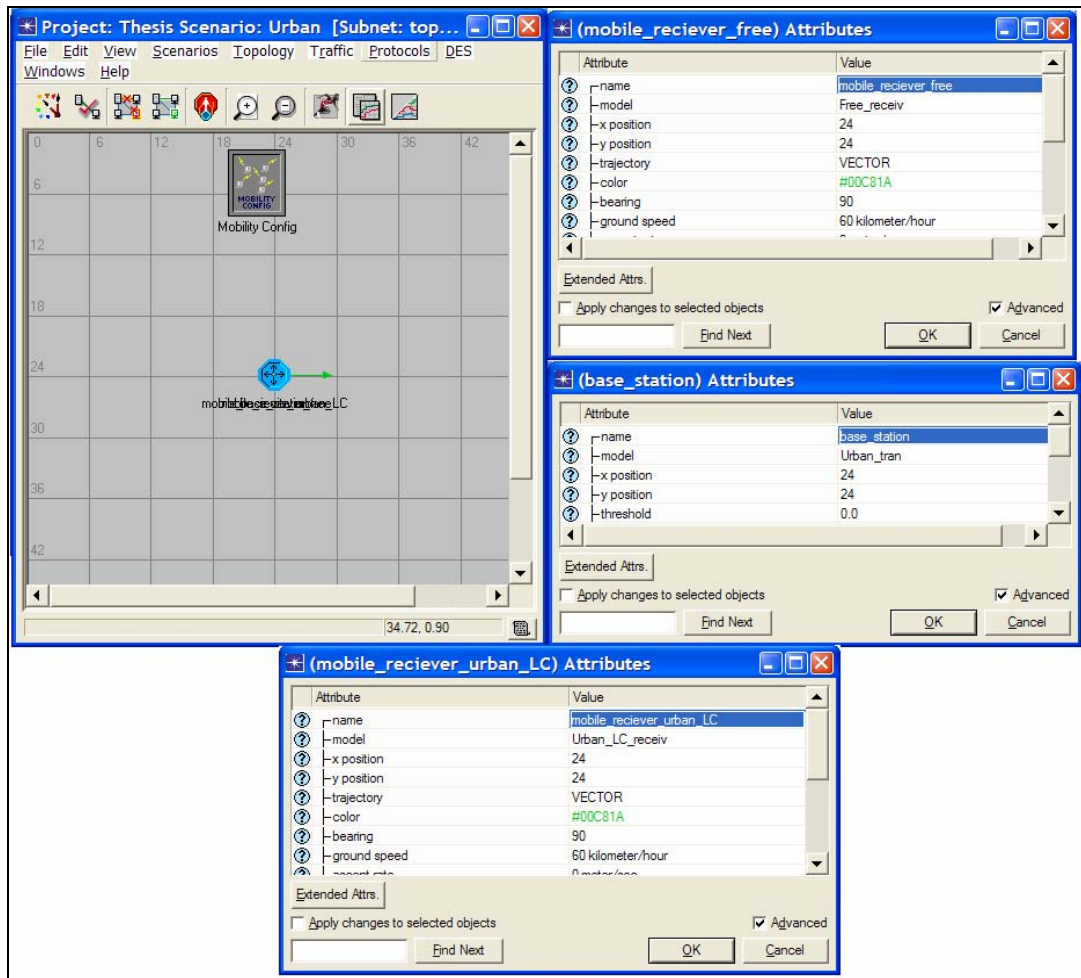 Project: Thesis Scenario: Urban [Subnet: top...
File Edit View Scenarios Topology Traffic Protocols DES
Windows Help
0 6 12 18 24 30 36 42
6
MOBILITY
CONFIG
Mobility Config
12
18
24
30
36
42
34.72, 0.90
(mobile_reciever_free) Attributes
Attribute Value
name mobile_reciever_free
model Free_receiv
x position 24
y position 24
trajectory VECTOR
color #00C81A
bearing 90
ground speed 60 kilometer/hour
Extended Attrs.
Apply changes to selected objects Advanced
Find Next OK Cancel
(base_station) Attributes
Attribute Value
name base_station
model Urban_tran
x position 24
y position 24
threshold 0.0
Extended Attrs.
Apply changes to selected objects Advanced
Find Next OK Cancel
(mobile_reciever_urban_LC) Attributes
Attribute Value
name mobile_reciever_urban_LC
model Urban_LC_receiv
x position 24
y position 24
trajectory VECTOR
color #00C81A
bearing 90
ground speed 60 kilometer/hour
Extended Attrs.
Apply changes to selected objects Advanced
Find Next OK Cancel